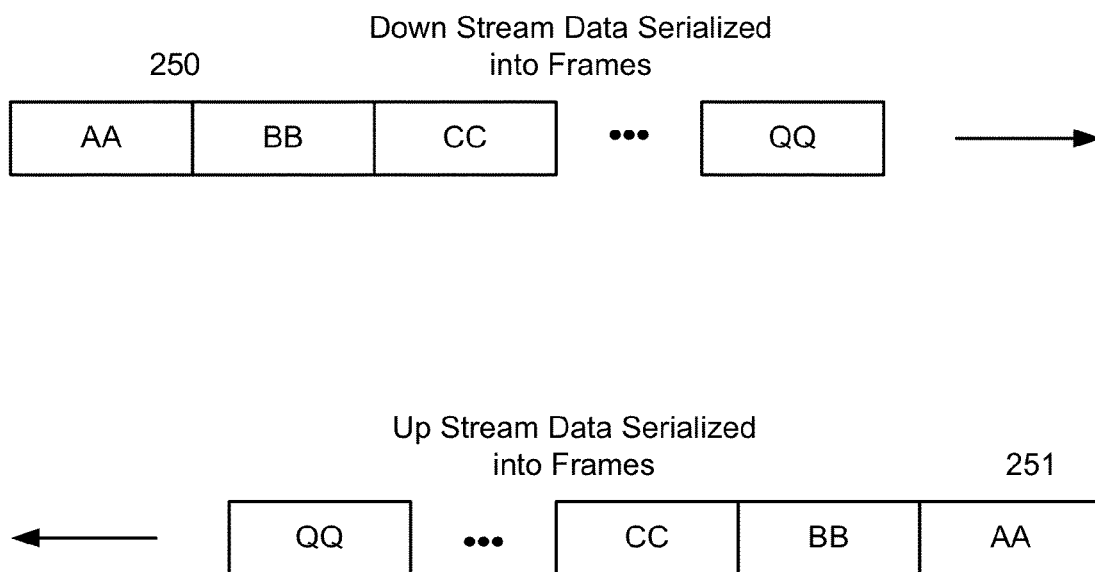 Down Stream Data Serialized
into Frames
250
AA BB CC ••• QQ
Up Stream Data Serialized
into Frames
251
QQ ••• CC BB AA